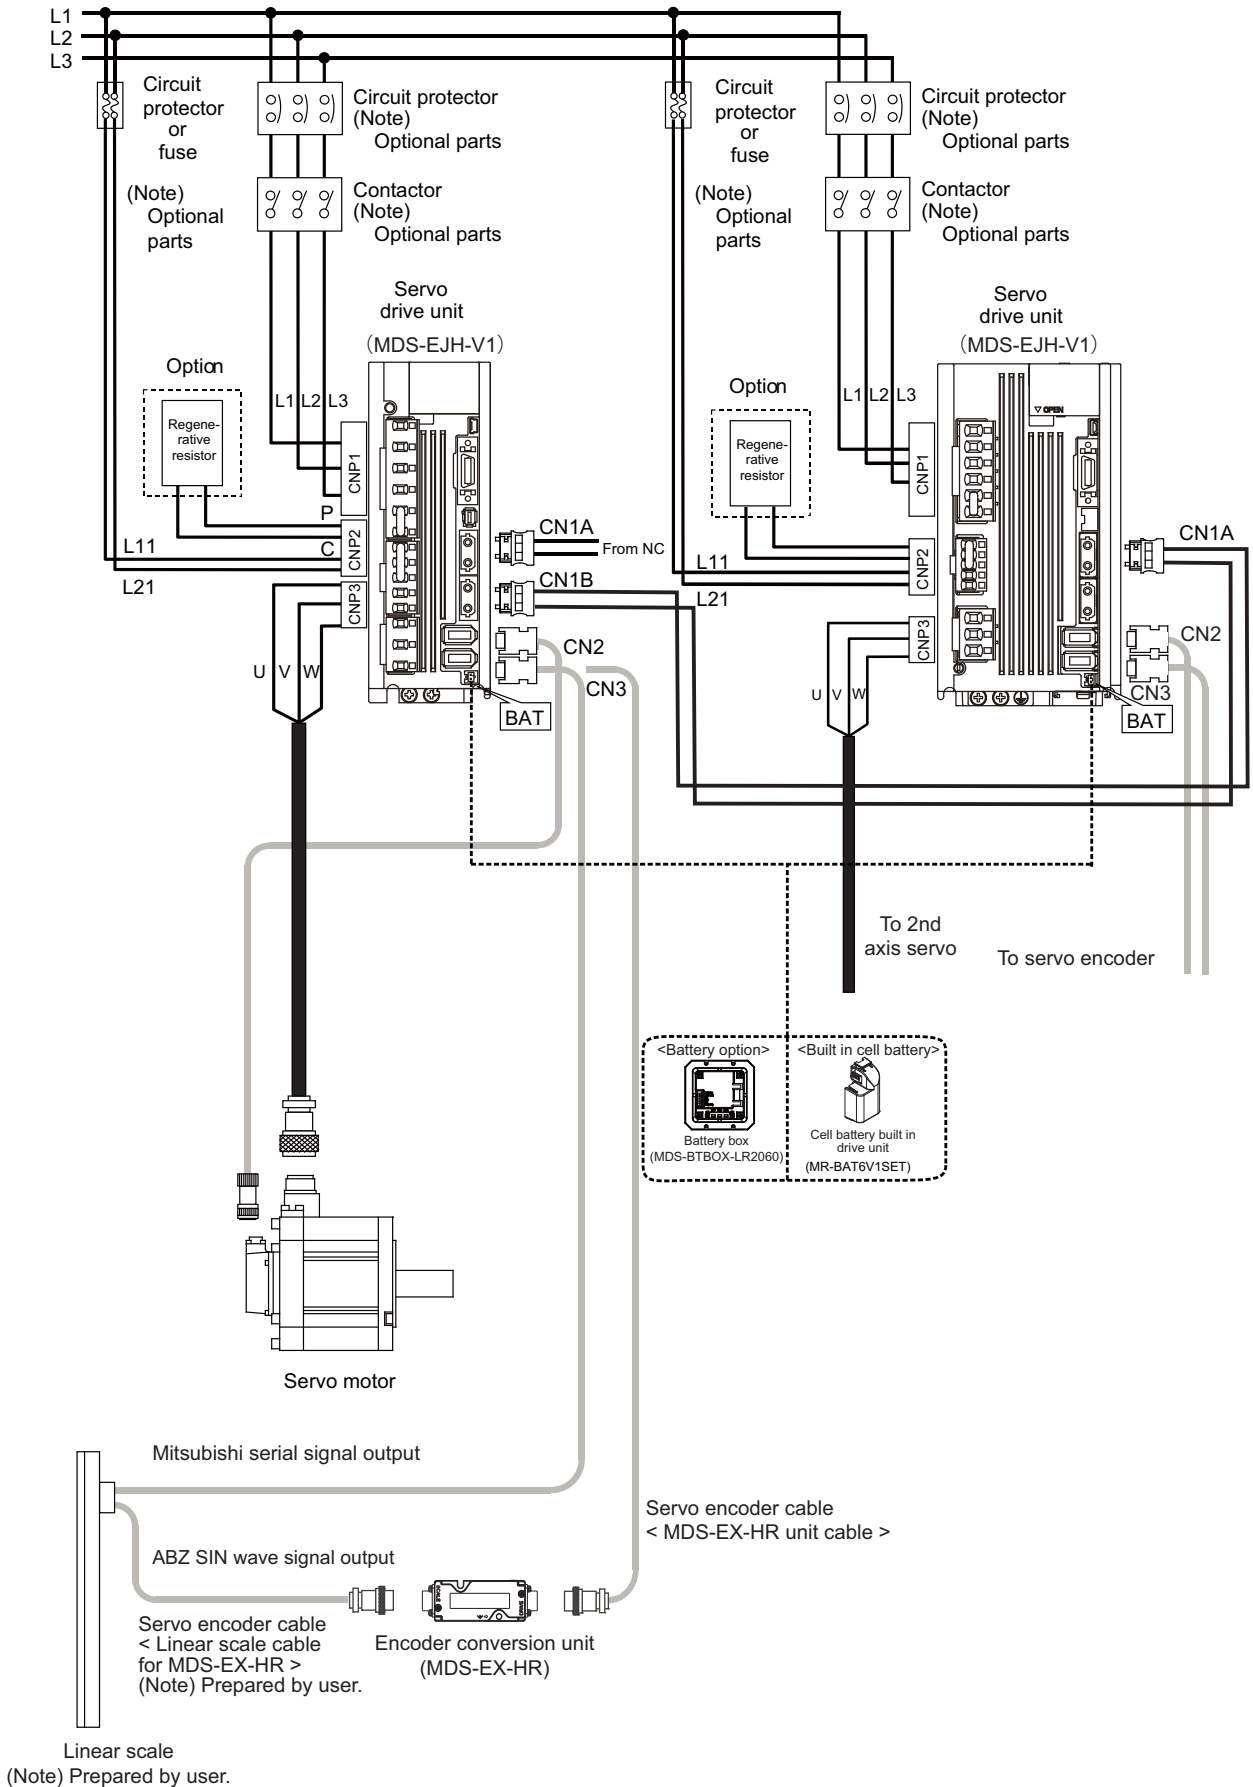 L1
L2
L3
Circuit
protector
or
fuse
(Note)
Optional
parts
Circuit protector
(Note)
Optional parts
Contactor
(Note)
Optional parts
Circuit
protector
or
fuse
(Note)
Optional
parts
Circuit protector
(Note)
Optional parts
Contactor
(Note)
Optional parts
Servo
drive unit
(MDS-EJH-V1)
Servo
drive unit
(MDS-EJH-V1)
Option
Regene-
rative
resistor
L1 L2 L3
CNP1
P
C
CNP2
L11
L21
CNP3
U V W
CN1A
From NC
CN1B
CN2
CN3
BAT
Option
Regene-
rative
resistor
L1 L2 L3
CNP1
▽ OPEN
CNP2
L11
L21
CNP3
U V W
CN1A
CN2
CN3
BAT
To 2nd
axis servo
To servo encoder
<Battery option>
Battery box
(MDS-BTBOX-LR2060)
<Built in cell battery>
Cell battery built in
drive unit
(MR-BAT6V1SET)
Servo motor
Mitsubishi serial signal output
Servo encoder cable
< MDS-EX-HR unit cable >
ABZ SIN wave signal output
SCALE
Servo encoder cable
< Linear scale cable
for MDS-EX-HR >
(Note) Prepared by user.
Encoder conversion unit
(MDS-EX-HR)
Linear scale
(Note) Prepared by user.